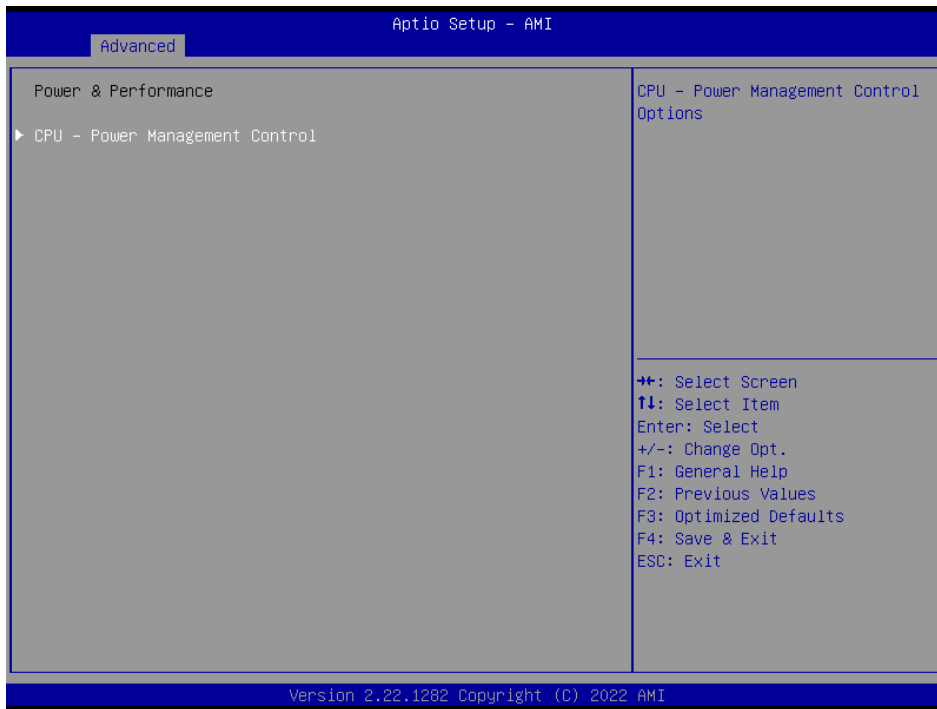 Aptio Setup – AMI
Advanced
Power & Performance
▶ CPU – Power Management Control
CPU – Power Management Control
Options
→←: Select Screen
↑↓: Select Item
Enter: Select
+/-: Change Opt.
F1: General Help
F2: Previous Values
F3: Optimized Defaults
F4: Save & Exit
ESC: Exit
Version 2.22.1282 Copyright (C) 2022 AMI